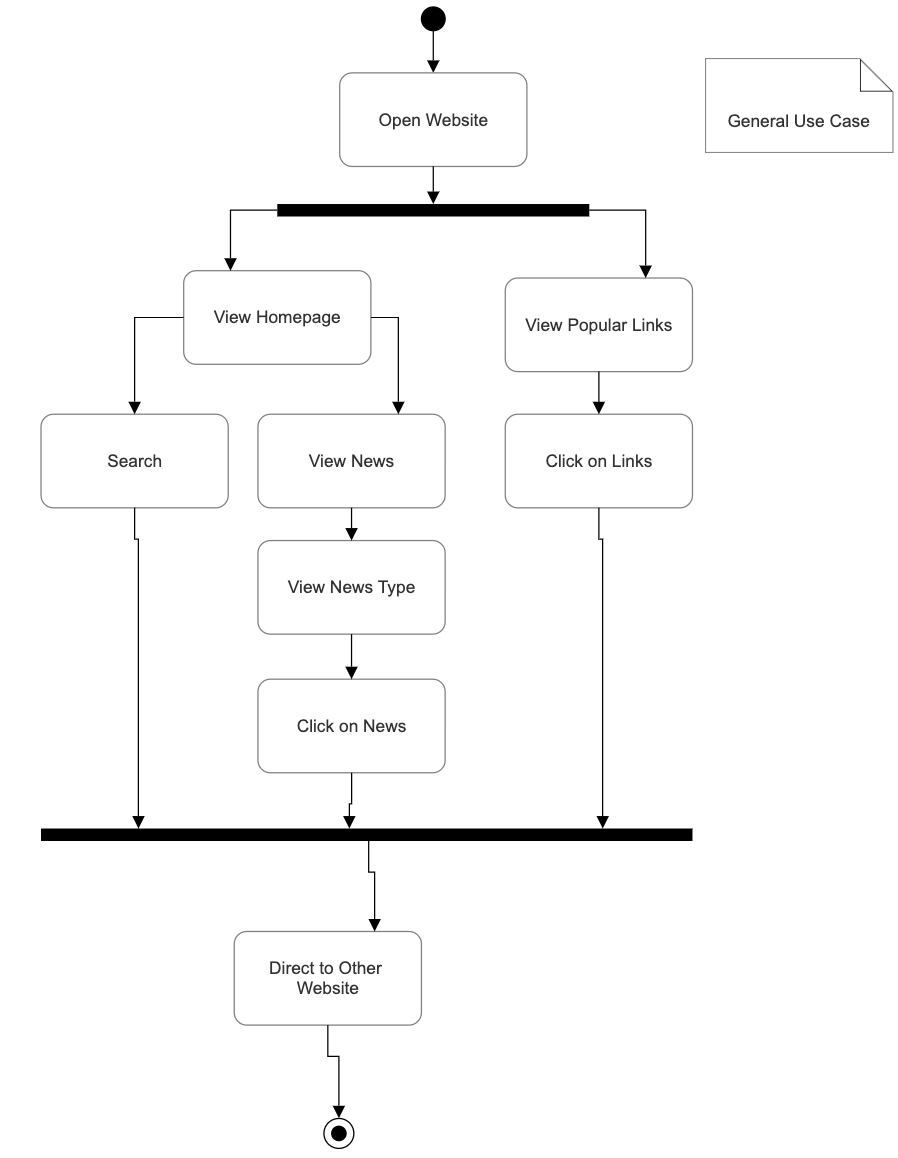 Open Website
General Use Case
View Homepage
View Popular Links
Search
View News
Click on Links
View News Type
Click on News
Direct to Other
Website